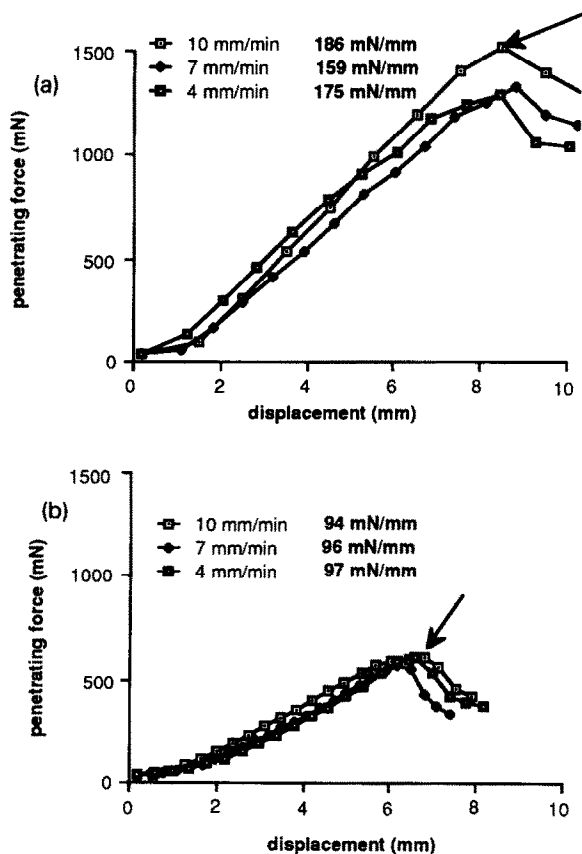 (a)
10 mm/min 186 mN/mm
7 mm/min 159 mN/mm
4 mm/min 175 mN/mm
penetrating force (mN)
1500
1000
500
0
0 2 4 6 8 10
displacement (mm)
(b)
10 mm/min 94 mN/mm
7 mm/min 96 mN/mm
4 mm/min 97 mN/mm
penetrating force (mN)
1500
1000
500
0
0 2 4 6 8 10
displacement (mm)